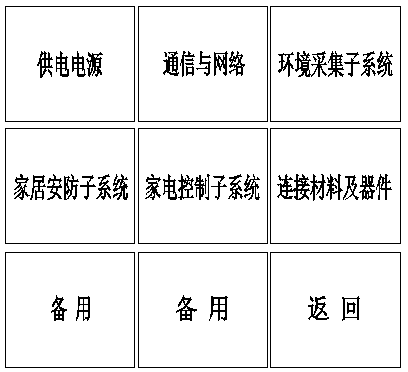 供电电源 通信与网络 环境采集子系统
家居安防子系统 家电控制子系统 连接材料及器件
备用 备用 返回